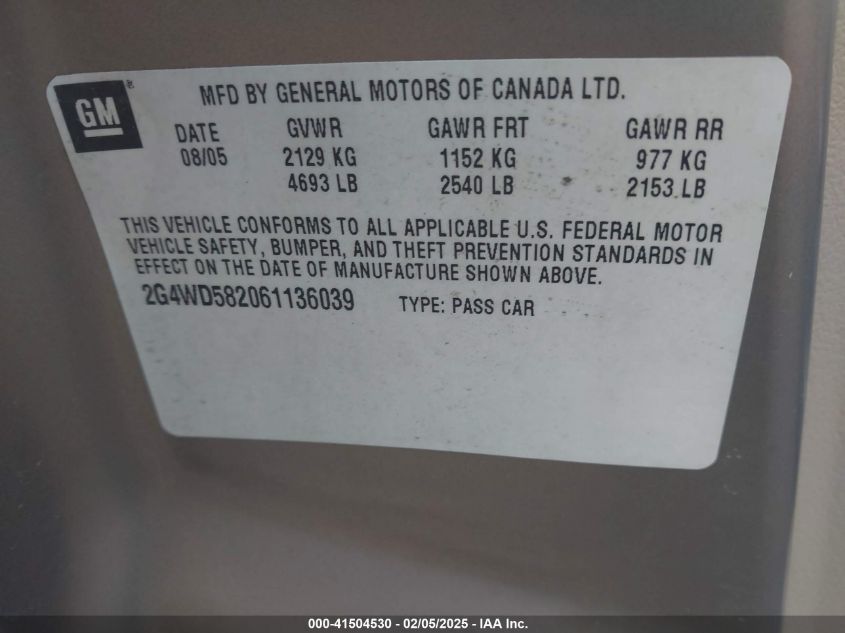 GM
®
MFD BY GENERAL MOTORS OF CANADA LTD.
DATE GVWR GAWR FRT GAWR RR
08/05 2129 KG 1152 KG 977 KG
4693 LB 2540 LB 2153 LB
THIS VEHICLE CONFORMS TO ALL APPLICABLE U.S. FEDERAL MOTOR
VEHICLE SAFETY, BUMPER, AND THEFT PREVENTION STANDARDS IN
EFFECT ON THE DATE OF MANUFACTURE SHOWN ABOVE.
2G4WD582061136039 TYPE: PASS CAR
000-41504530 - 02/05/2025 - IAA Inc.